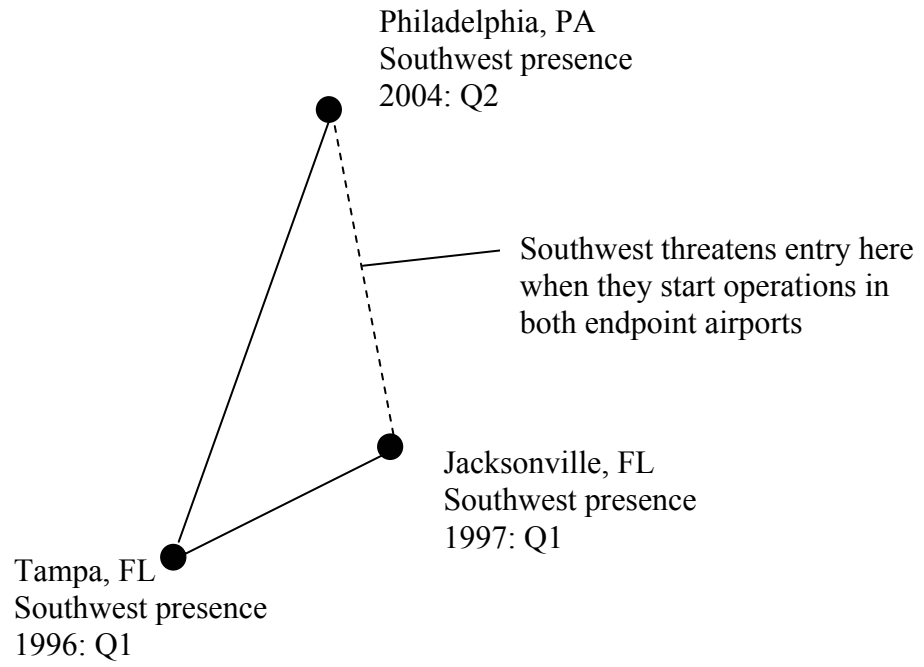 Philadelphia, PA
Southwest presence
2004: Q2
Southwest threatens entry here
when they start operations in
both endpoint airports
Jacksonville, FL
Southwest presence
1997: Q1
Tampa, FL
Southwest presence
1996: Q1